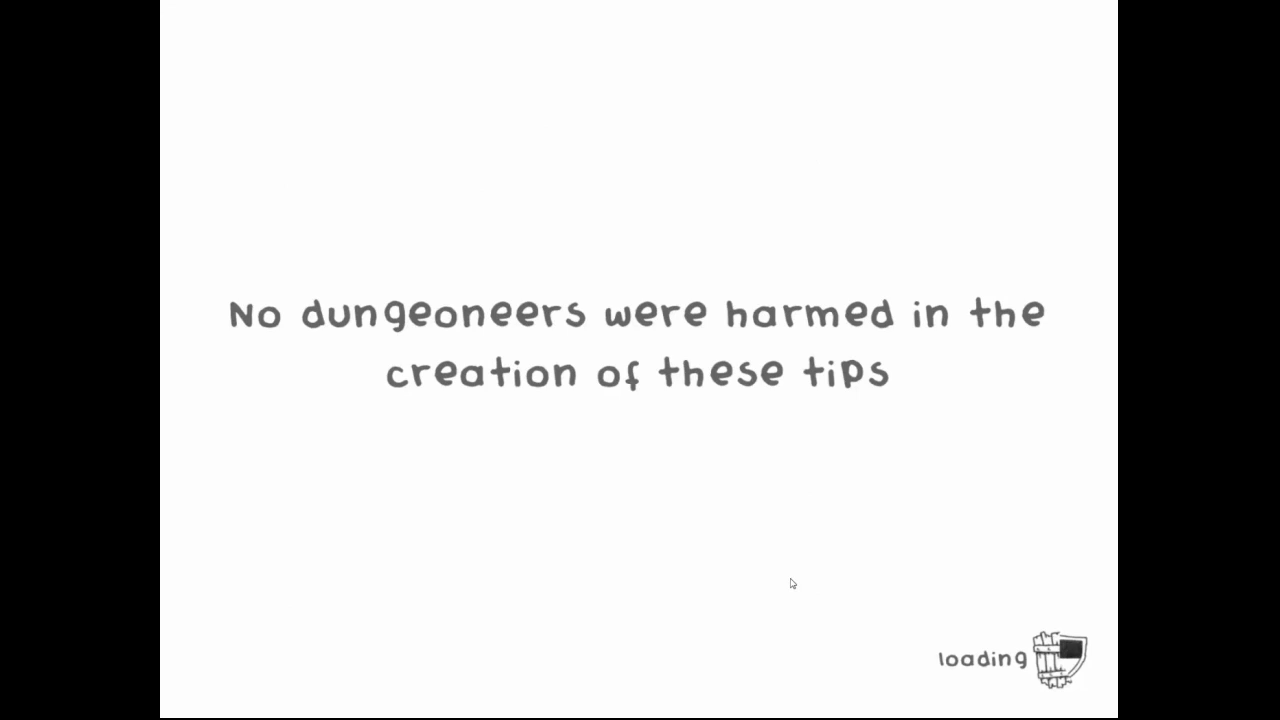 No dungeoneers were harmed in the
creation of these tips
loading